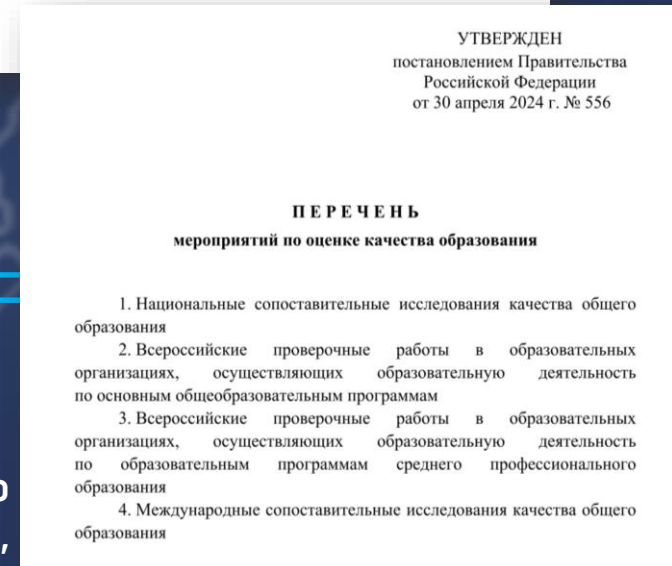 УТВЕРЖДЕН
постановлением Правительства
Российской Федерации
от 30 апреля 2024 г. № 556
П Е Р Е Ч Е Н Ь
мероприятий по оценке качества образования
1. Национальные сопоставительные исследования качества общего
образования
2. Всероссийские проверочные работы в образовательных
организациях, осуществляющих образовательную деятельность
по основным общеобразовательным программам
3. Всероссийские проверочные работы в образовательных
организациях, осуществляющих образовательную деятельность
по образовательным программам среднего профессионального
образования
4. Международные сопоставительные исследования качества общего
образования